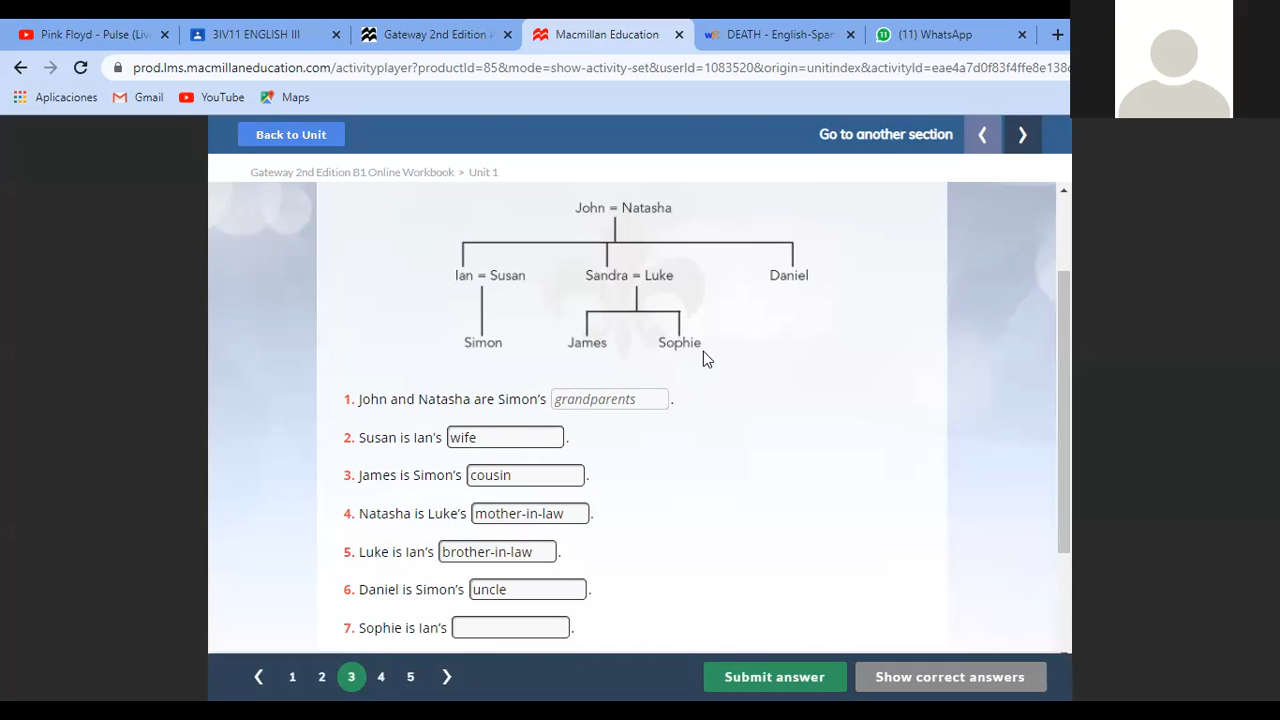 Pink Floyd - Pulse (Liv
3IV11 ENGLISH III
Gateway 2nd Edition
Macmillan Education
DEATH - English-Span
(11) WhatsApp
prod.lms.macmillaneducation.com/activityplayer?productId=85&mode=show-activity-set&userId=1083520&origin=unitindex&activityId=eae4a7d0f83f4ffe8e138c
Aplicaciones
Gmail
YouTube
Maps
Back to Unit
Go to another section
Gateway 2nd Edition B1 Online Workbook > Unit 1
John = Natasha
Ian = Susan
Sandra = Luke
Daniel
Simon
James
Sophie
1. John and Natasha are Simon's grandparents .
2. Susan is Ian's wife .
3. James is Simon's cousin .
4. Natasha is Luke's mother-in-law .
5. Luke is Ian's brother-in-law .
6. Daniel is Simon's uncle .
7. Sophie is Ian's .
1 2 3 4 5
Submit answer
Show correct answers